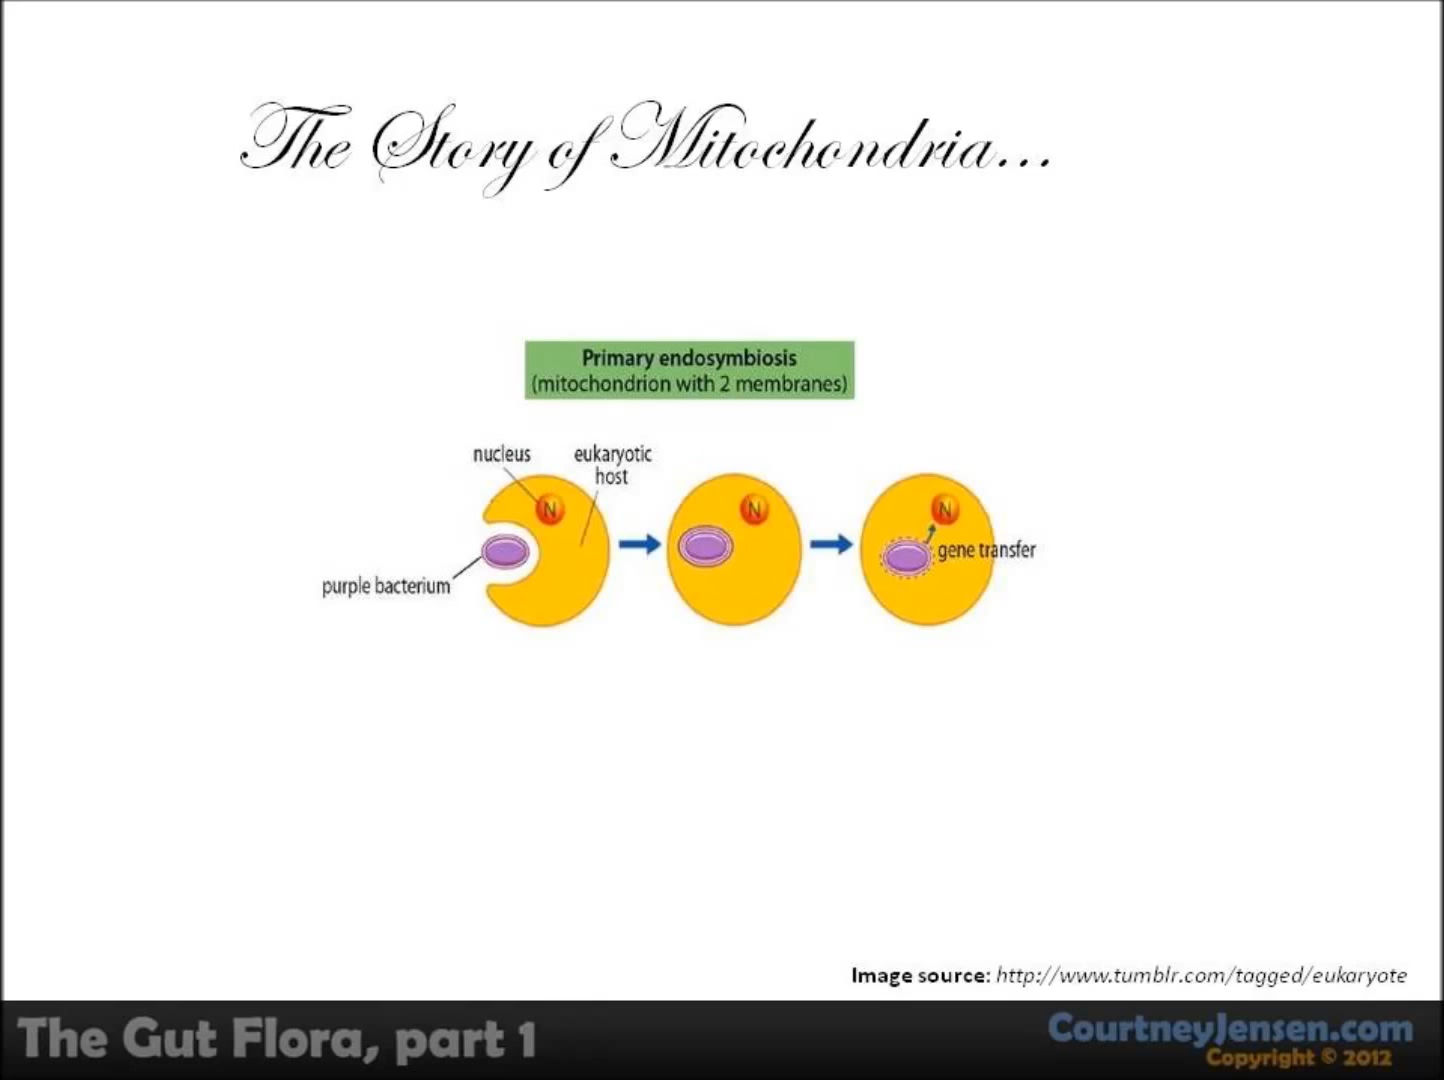 The Story of Mitochondria...
Primary endosymbiosis
(mitochondrion with 2 membranes)
nucleus
eukaryotic
host
N
N
N
gene transfer
purple bacterium
Image source: http://www.tumblr.com/tagged/eukaryote
The Gut Flora, part 1
CourtneyJensen.com
Copyright © 2012